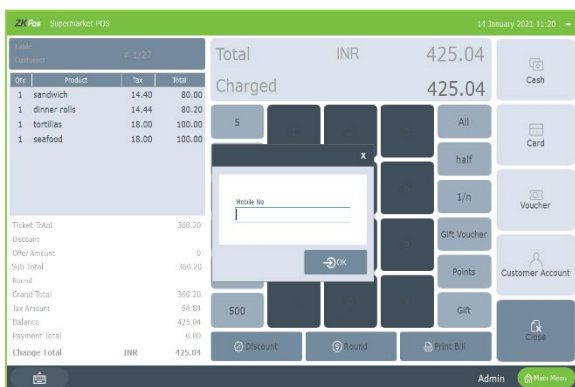 ZKPos Supermarket POS 14 January 2021 11:20
Table
Customer # 1/27
Qty Product Tax Total
1 sandwich 14.40 80.00
1 dinner rolls 14.44 80.20
1 tortillas 18.00 100.00
1 seafood 18.00 100.00
Ticket Total 360.20
Discount
Offer Amount 0
Sub Total 360.20
Round
Grand Total 360.20
Tax Amount 64.84
Balance 425.04
Payment Total 0.00
Change Total INR 425.04
Total INR 425.04
Charged 425.04
5
All
half
1/n
Gift Voucher
Points
500
Gift
X
Mobile No
OK
Discount
Round
Print Bill
Cash
Card
Voucher
Customer Account
Close
Admin
Main Menu